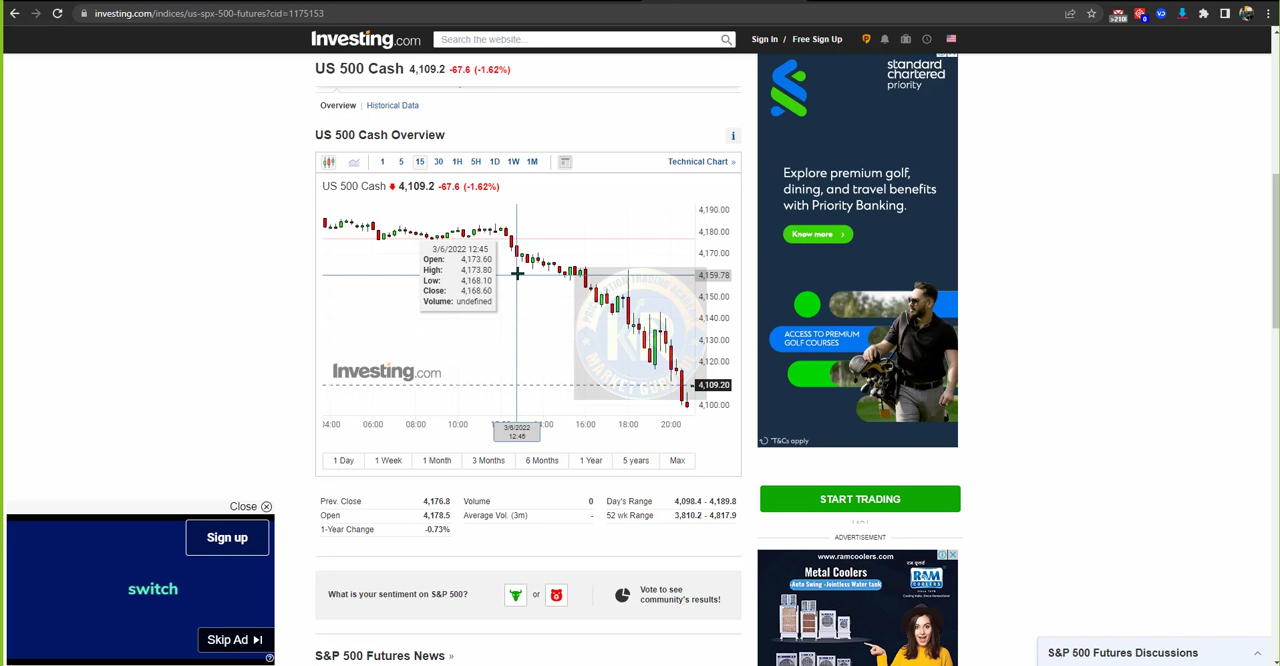 investing.com/indices/us-spx-500-futures?cid=1175153
>210
0
Investing.com
Search the website...
Sign In / Free Sign Up
US 500 Cash 4,109.2 -67.6 (-1.62%)
Overview | Historical Data
US 500 Cash Overview
i
1 5 15 30 1H 5H 1D 1W 1M
Technical Chart »
US 500 Cash 4,109.2 -67.6 (-1.62%)
4,190.00
4,180.00
4,170.00
4,159.78
4,150.00
4,140.00
4,130.00
4,120.00
4,109.20
4,100.00
3/6/2022 12:45
Open: 4,173.60
High: 4,173.80
Low: 4,168.10
Close: 4,168.60
Volume: undefined
Investing.com
MARKET GURUKUL
06:00 08:00 10:00 16:00 18:00 20:00
3/6/2022
12:45
1 Day 1 Week 1 Month 3 Months 6 Months 1 Year 5 years Max
Prev. Close 4,176.8
Open 4,178.5
1-Year Change -0.73%
Volume 0
Average Vol. (3m) -
Day's Range 4,098.4 - 4,189.8
52 wk Range 3,810.2 - 4,817.9
What is your sentiment on S&P 500?
or
Vote to see
community's results!
S&P 500 Futures News »
standard
chartered
priority
Explore premium golf,
dining, and travel benefits
with Priority Banking.
Know more
ACCESS TO PREMIUM
GOLF COURSES
*T&Cs apply
START TRADING
ADVERTISEMENT
www.ramcoolers.com
Metal Coolers
Auto Swing -Jointless Water tank
RAM
COOLERS
Close
Sign up
switch
Skip Ad
S&P 500 Futures Discussions